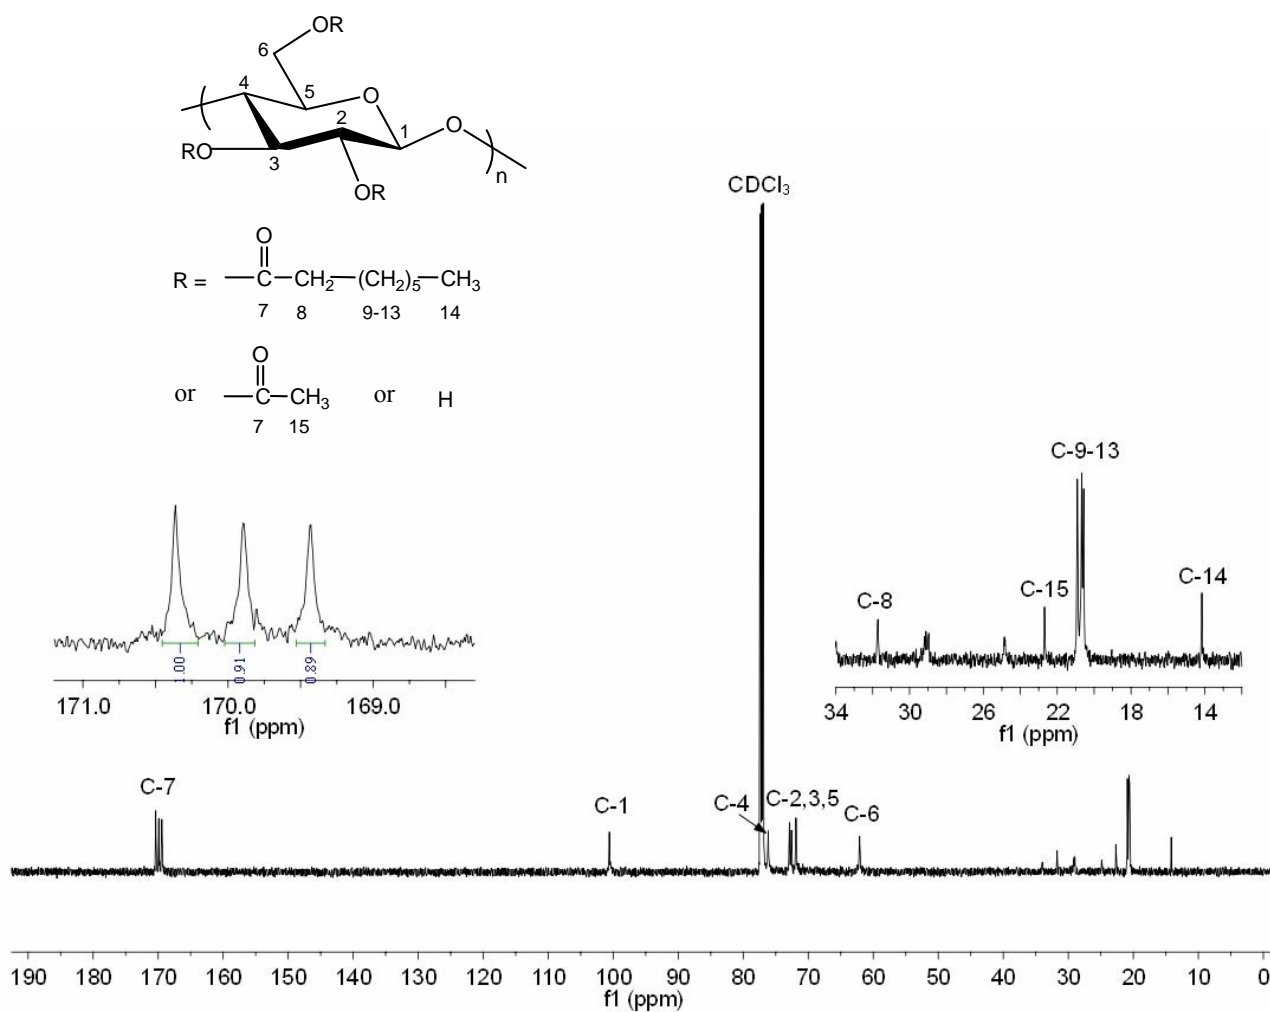 OR
6
4
5
O
2
1
O
RO
3
n
OR
O
R = C CH2 (CH2)5 CH3
7 8 9-13 14
O
or C CH3 or H
7 15
CDCl3
C-9-13
C-8
C-15
C-14
1.00
0.91
0.89
171.0 170.0 169.0
f1 (ppm)
34 30 26 22 18 14
f1 (ppm)
C-7
C-1
C-4
C-2,3,5
C-6
190 180 170 160 150 140 130 120 110 100 90 80 70 60 50 40 30 20 10 0
f1 (ppm)